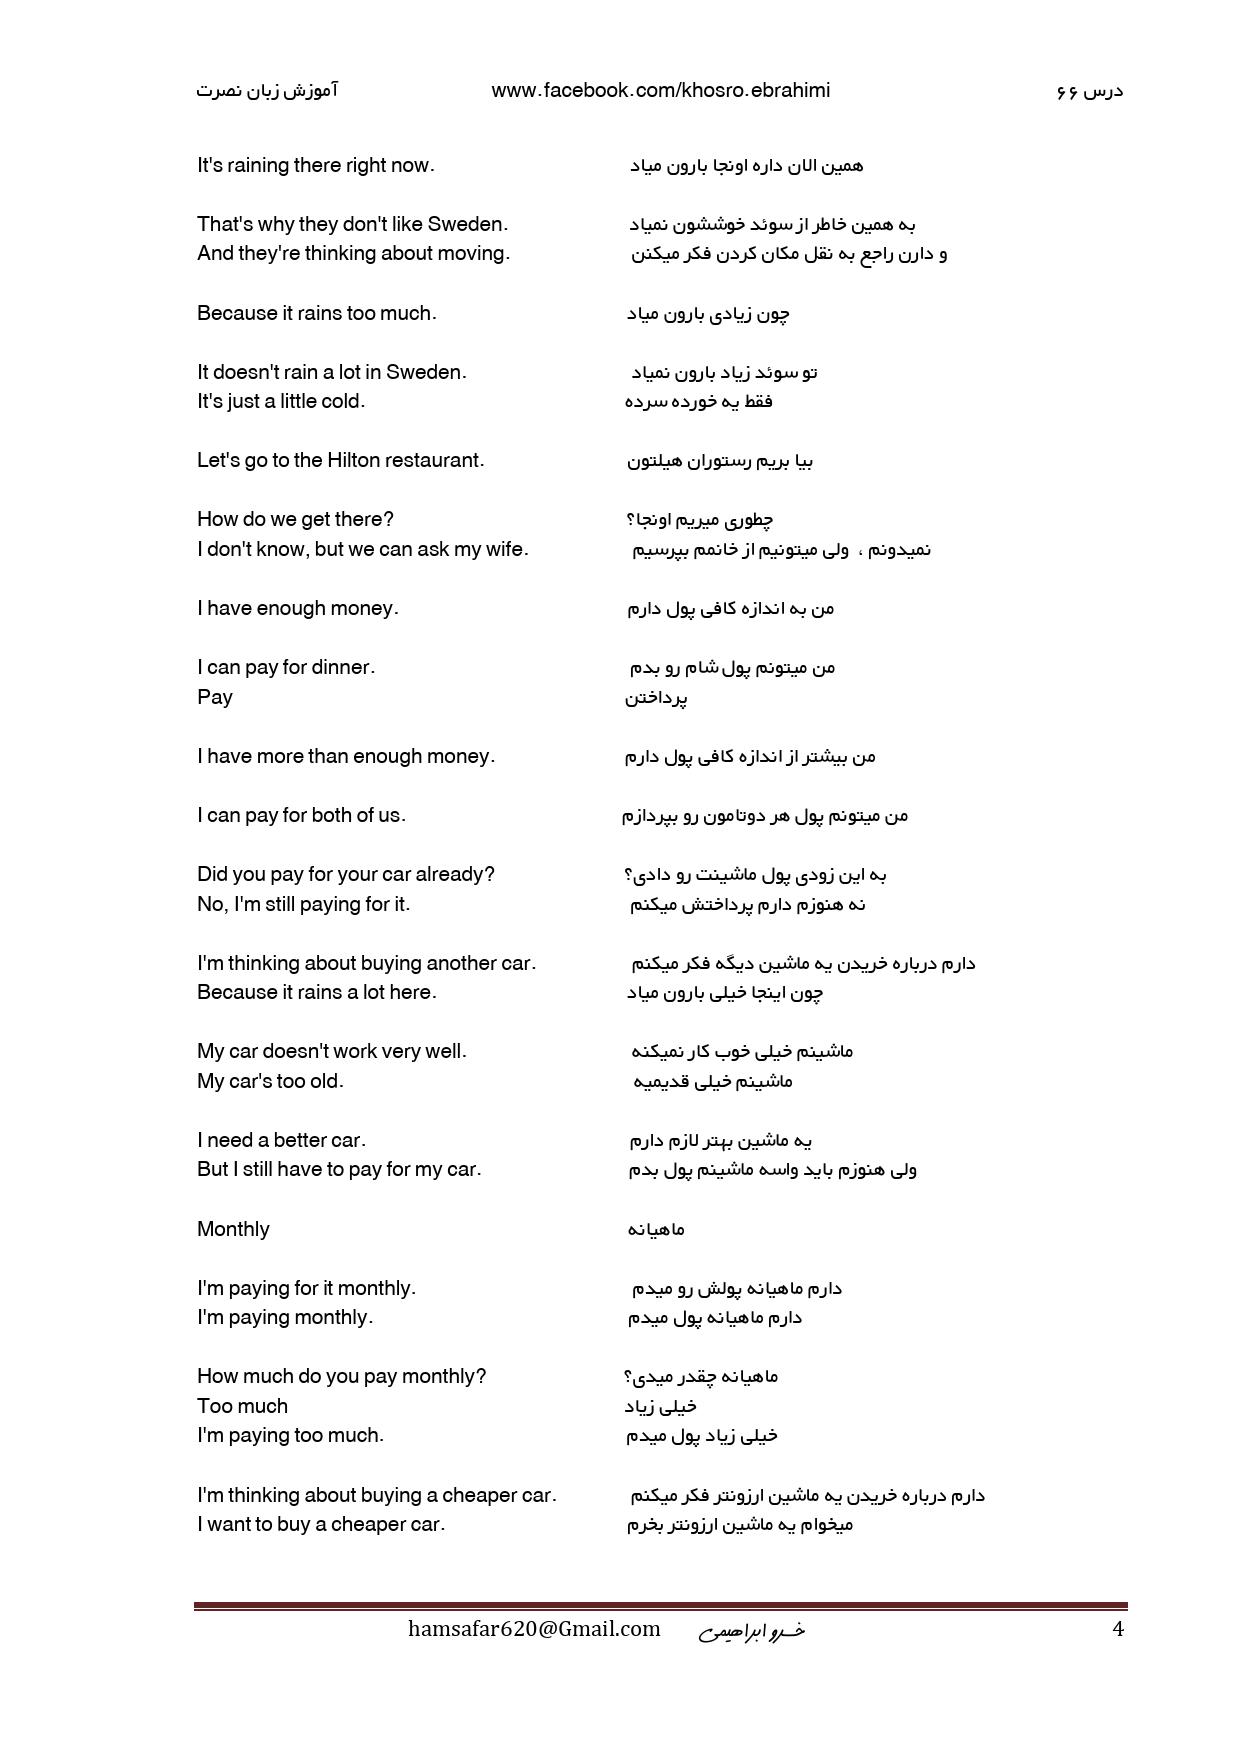 آموزش زبان نصرت www.facebook.com/khosro.ebrahimi درس ۶۶
It's raining there right now. همین الان داره اونجا بارون میاد
That's why they don't like Sweden. به همین خاطر از سوئد خوششون نمیاد
And they're thinking about moving. و دارن راجع به نقل مکان کردن فکر میکنن
Because it rains too much. چون زیادی بارون میاد
It doesn't rain a lot in Sweden. تو سوئد زیاد بارون نمیاد
It's just a little cold. فقط یه خورده سرده
Let's go to the Hilton restaurant. بیا بریم رستوران هیلتون
How do we get there? چطوری میریم اونجا؟
I don't know, but we can ask my wife. نمیدونم ، ولی میتونیم از خانمم بپرسیم
I have enough money. من به اندازه کافی پول دارم
I can pay for dinner. من میتونم پول شام رو بدم
Pay پرداختن
I have more than enough money. من بیشتر از اندازه کافی پول دارم
I can pay for both of us. من میتونم پول هر دوتامون رو بپردازم
Did you pay for your car already? به این زودی پول ماشینت رو دادی؟
No, I'm still paying for it. نه هنوزم دارم پرداختش میکنم
I'm thinking about buying another car. دارم درباره خریدن یه ماشین دیگه فکر میکنم
Because it rains a lot here. چون اینجا خیلی بارون میاد
My car doesn't work very well. ماشینم خیلی خوب کار نمیکنه
My car's too old. ماشینم خیلی قدیمیه
I need a better car. یه ماشین بهتر لازم دارم
But I still have to pay for my car. ولی هنوزم باید واسه ماشینم پول بدم
Monthly ماهیانه
I'm paying for it monthly. دارم ماهیانه پولش رو میدم
I'm paying monthly. دارم ماهیانه پول میدم
How much do you pay monthly? ماهیانه چقدر میدی؟
Too much خیلی زیاد
I'm paying too much. خیلی زیاد پول میدم
I'm thinking about buying a cheaper car. دارم درباره خریدن یه ماشین ارزونتر فکر میکنم
I want to buy a cheaper car. میخوام یه ماشین ارزونتر بخرم
hamsafar620@Gmail.com خسرو ابراهیمی 4